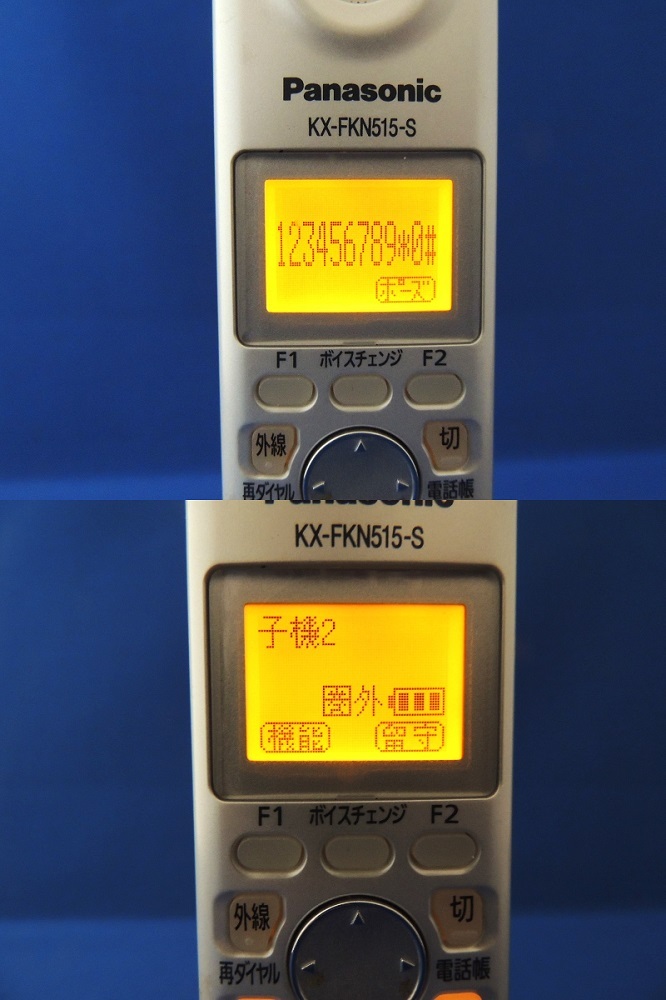 Panasonic
KX-FKN515-S
123456789*0#
ポーズ
F1 ボイスチェンジ F2
外線 切
再ダイヤル 電話帳
Panasonic
KX-FKN515-S
子機2
圏外
機能 留守
F1 ボイスチェンジ F2
外線 切
再ダイヤル 電話帳